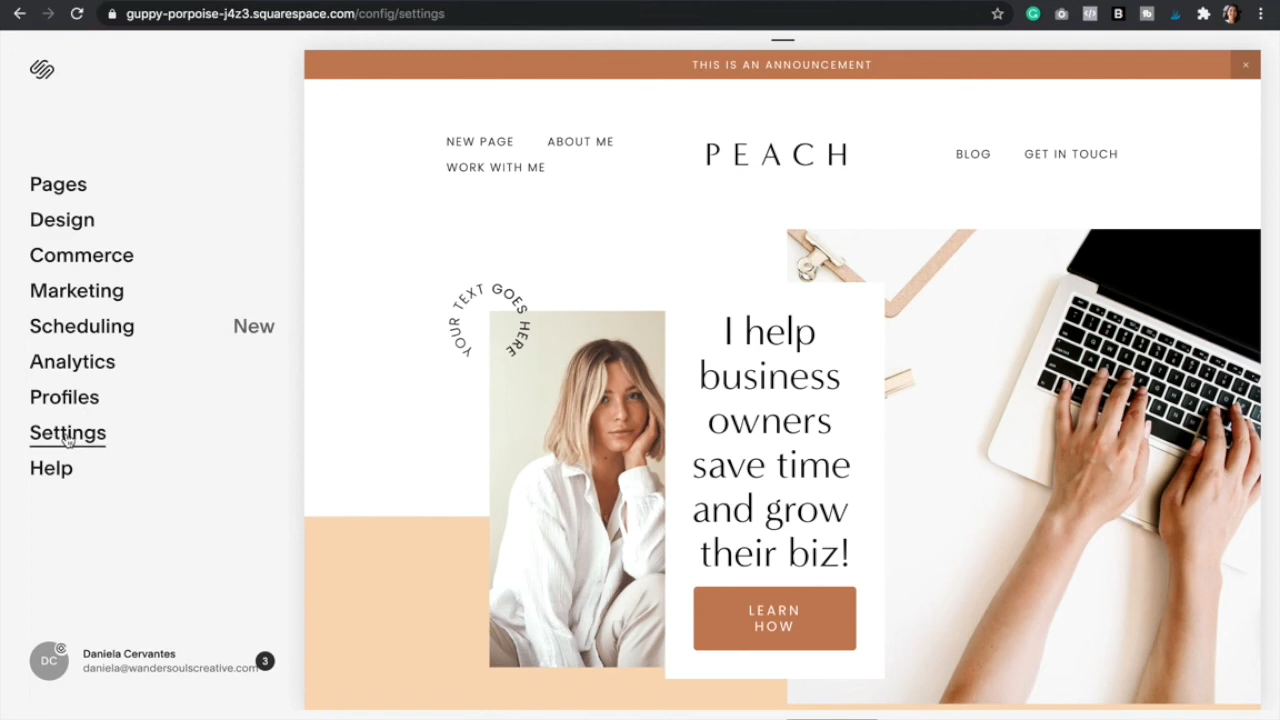 guppy-porpoise-j4z3.squarespace.com/config/settings
Pages
Design
Commerce
Marketing
Scheduling New
Analytics
Profiles
Settings
Help
DC
Daniela Cervantes
daniela@wandersoulscreative.com
3
THIS IS AN ANNOUNCEMENT
NEW PAGE ABOUT ME
WORK WITH ME
PEACH
BLOG GET IN TOUCH
YOUR TEXT GOES HERE
I help
business
owners
save time
and grow
their biz!
LEARN
HOW